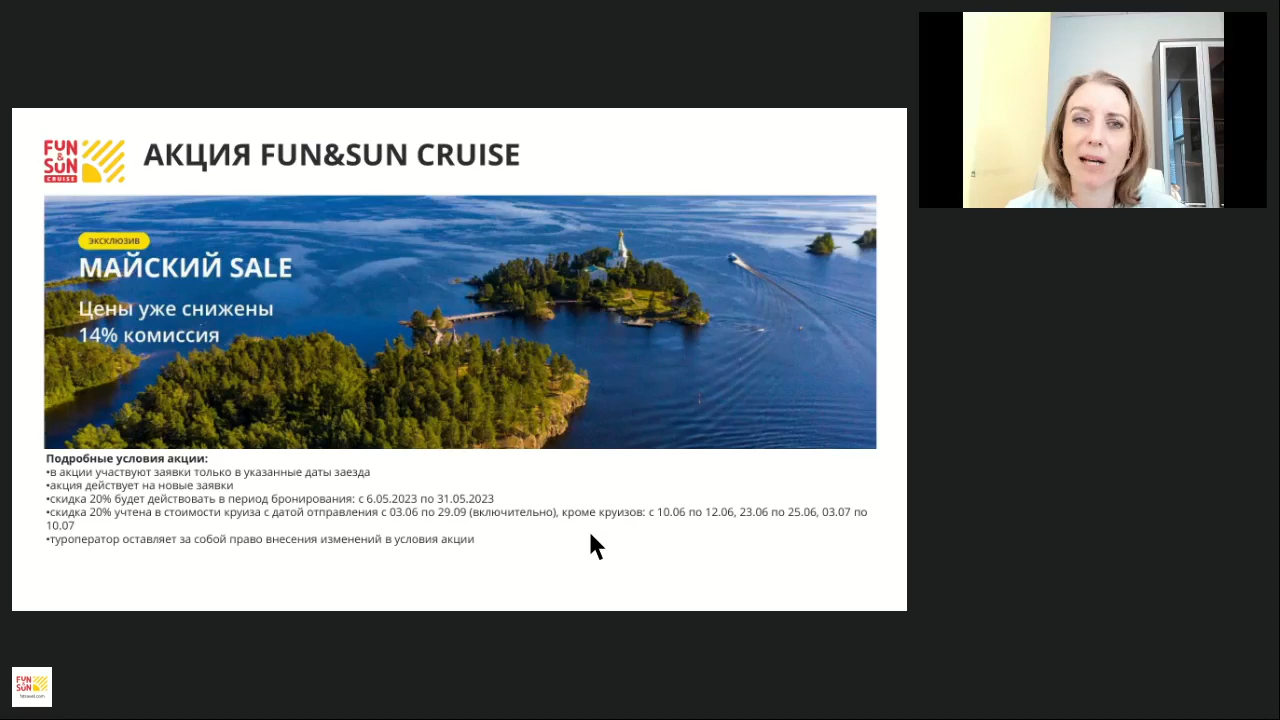 FUN
&
SUN
CRUISE
АКЦИЯ FUN&SUN CRUISE
ЭКСКЛЮЗИВ
МАЙСКИЙ SALE
Цены уже снижены
14% комиссия
Подробные условия акции:
•в акции участвуют заявки только в указанные даты заезда
•акция действует на новые заявки
•скидка 20% будет действовать в период бронирования: с 6.05.2023 по 31.05.2023
•скидка 20% учтена в стоимости круиза с датой отправления с 03.06 по 29.09 (включительно), кроме круизов: с 10.06 по 12.06, 23.06 по 25.06, 03.07 по
10.07
•туроператор оставляет за собой право внесения изменений в условия акции
FUN
&
SUN
fstravel.com